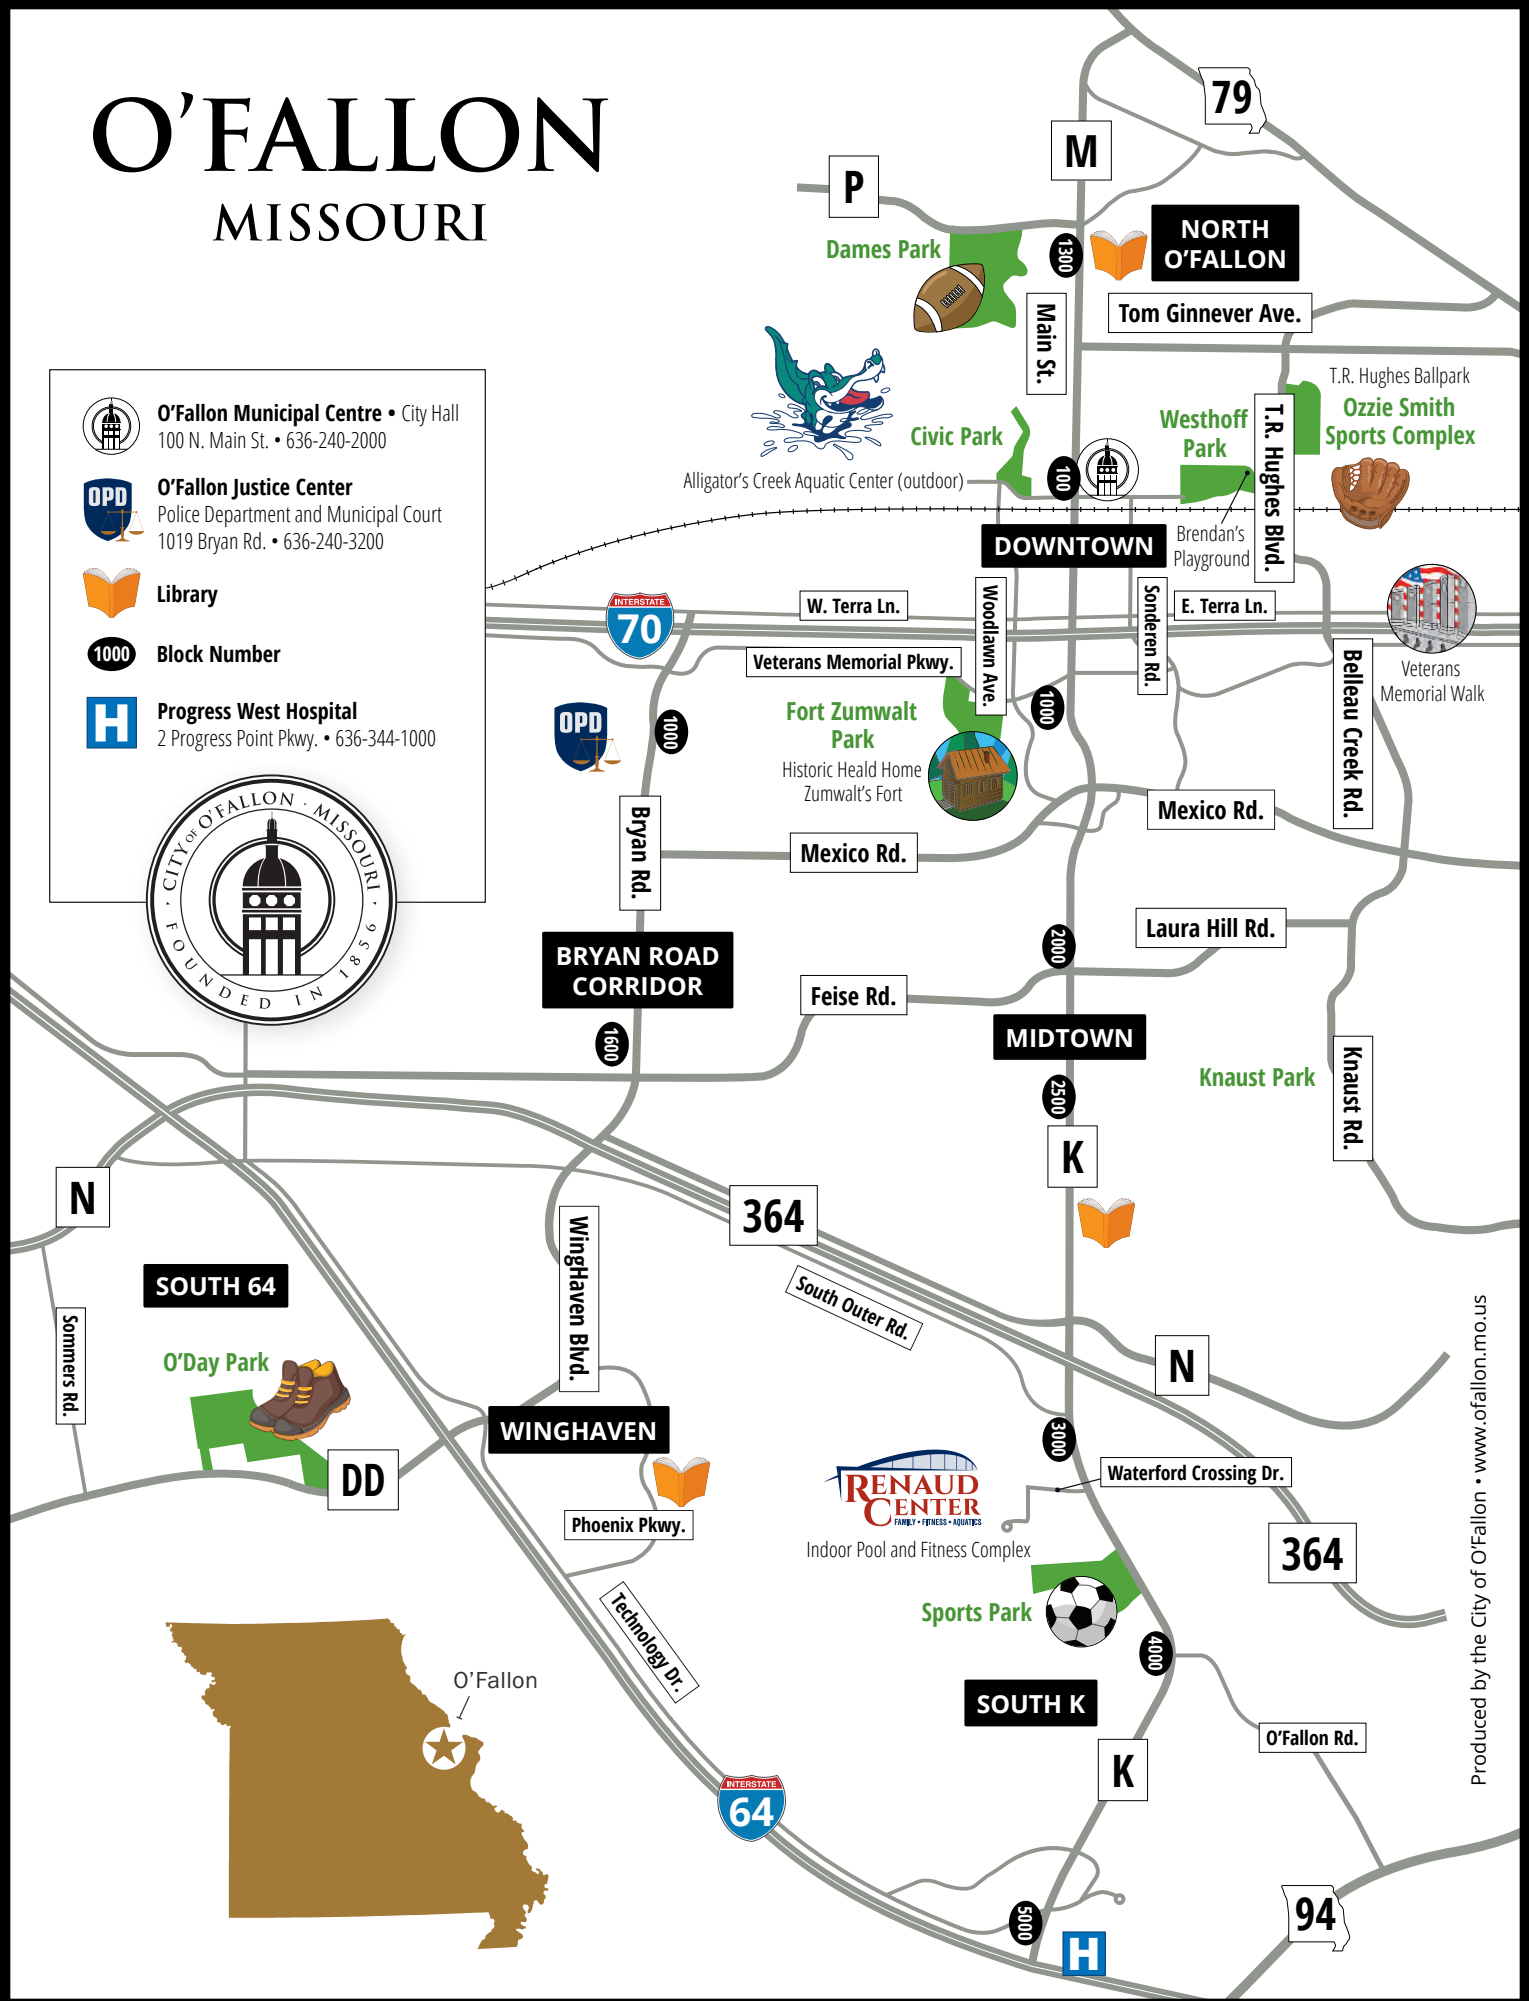 O’FALLON
MISSOURI
O’Fallon Municipal Centre • City Hall
100 N. Main St. • 636-240-2000
OPD
O’Fallon Justice Center
Police Department and Municipal Court
1019 Bryan Rd. • 636-240-3200
Library
1000
Block Number
H
Progress West Hospital
2 Progress Point Pkwy. • 636-344-1000
CITY OF O’FALLON · MISSOURI
FOUNDED IN 1856
79
M
P
NORTH
O’FALLON
Dames Park
1300
Main St.
Tom Ginnever Ave.
T.R. Hughes Ballpark
Ozzie Smith
Sports Complex
Westhoff
Park
T.R. Hughes Blvd.
Civic Park
Alligator’s Creek Aquatic Center (outdoor)
100
Brendan’s
Playground
DOWNTOWN
INTERSTATE
70
W. Terra Ln.
E. Terra Ln.
Woodlawn Ave.
Sonderen Rd.
Veterans Memorial Pkwy.
Veterans
Memorial Walk
Belleau Creek Rd.
OPD
1000
Fort Zumwalt
Park
Historic Heald Home
Zumwalt’s Fort
1000
Mexico Rd.
Bryan Rd.
Mexico Rd.
Laura Hill Rd.
2000
BRYAN ROAD
CORRIDOR
Feise Rd.
MIDTOWN
1600
2500
Knaust Park
Knaust Rd.
K
N
364
WingHaven Blvd.
SOUTH 64
South Outer Rd.
Sommers Rd.
O’Day Park
N
WINGHAVEN
3000
DD
RENAUD
CENTER
FAMILY • FITNESS • AQUATICS
Waterford Crossing Dr.
Indoor Pool and Fitness Complex
Phoenix Pkwy.
364
Technology Dr.
Sports Park
4000
SOUTH K
O’Fallon Rd.
O’Fallon
K
INTERSTATE
64
5000
H
94
Produced by the City of O’Fallon • www.ofallon.mo.us